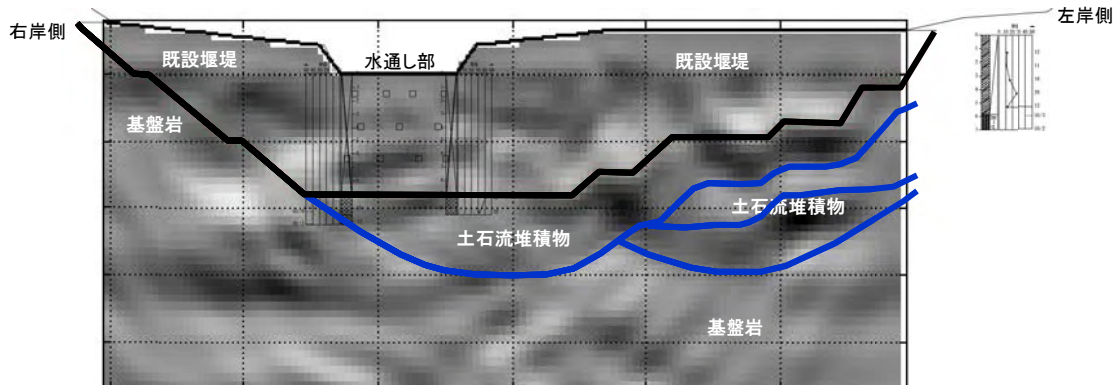 右岸側
左岸側
既設堰堤
水通し部
既設堰堤
基盤岩
土石流堆積物
土石流堆積物
基盤岩